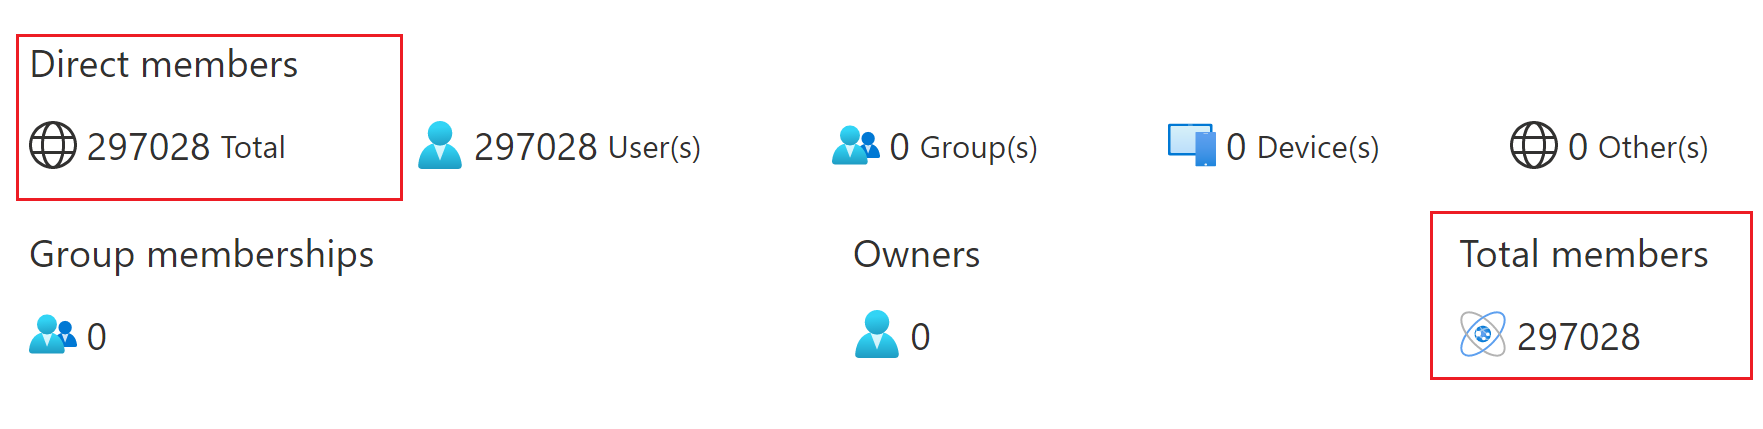 Direct members
297028 Total 297028 User(s) 0 Group(s) 0 Device(s) 0 Other(s)
Group memberships Owners Total members
0 0 297028